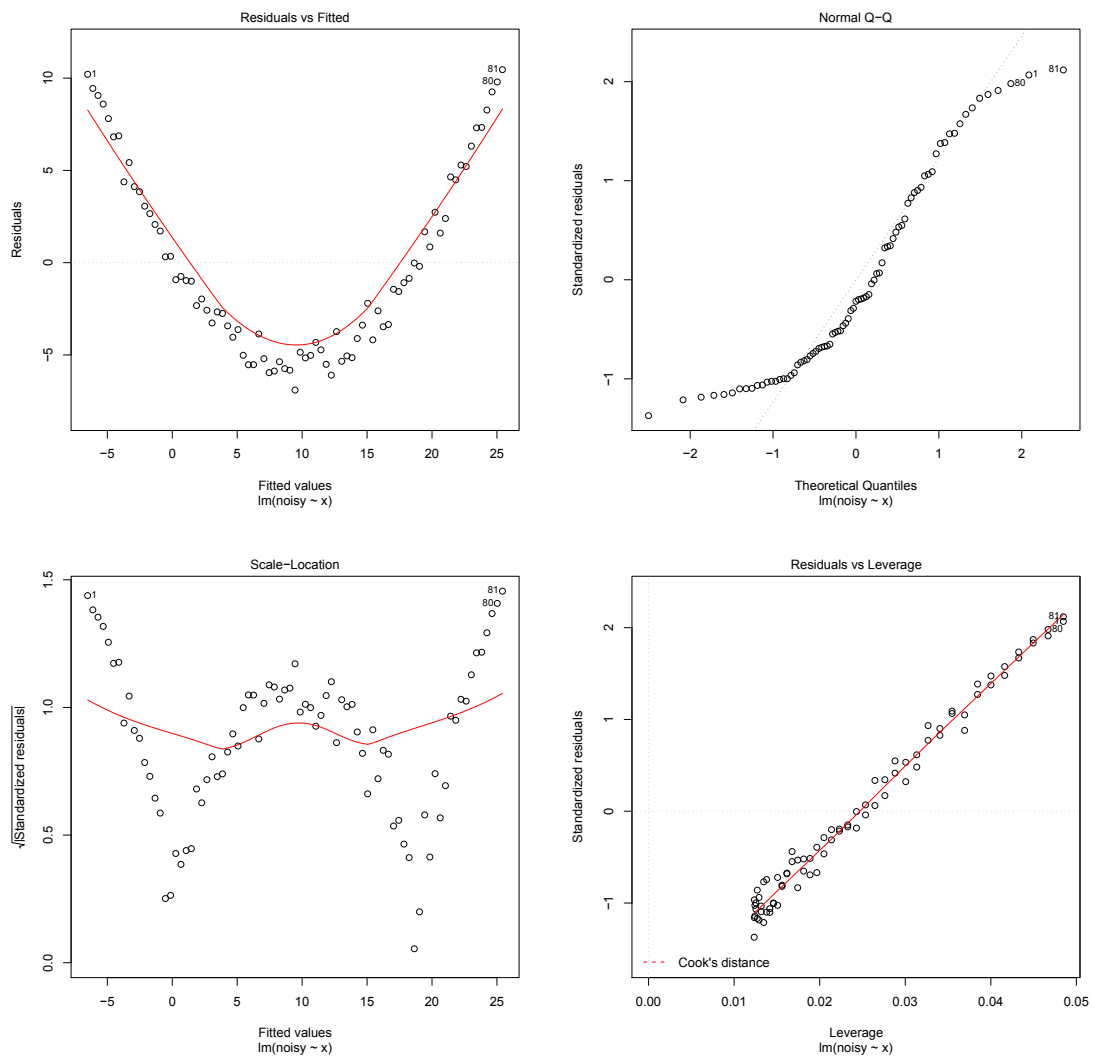 Residuals vs Fitted
Residuals
10
5
0
−5
1
80
81
−5 0 5 10 15 20 25
Fitted values
lm(noisy ~ x)
Normal Q−Q
Standardized residuals
2
1
0
−1
80
1
81
−2 −1 0 1 2
Theoretical Quantiles
lm(noisy ~ x)
Scale−Location
√|Standardized residuals|
1.5
1.0
0.5
0.0
1
80
81
−5 0 5 10 15 20 25
Fitted values
lm(noisy ~ x)
Residuals vs Leverage
Standardized residuals
2
1
0
−1
81
1
80
Cook's distance
0.00 0.01 0.02 0.03 0.04 0.05
Leverage
lm(noisy ~ x)